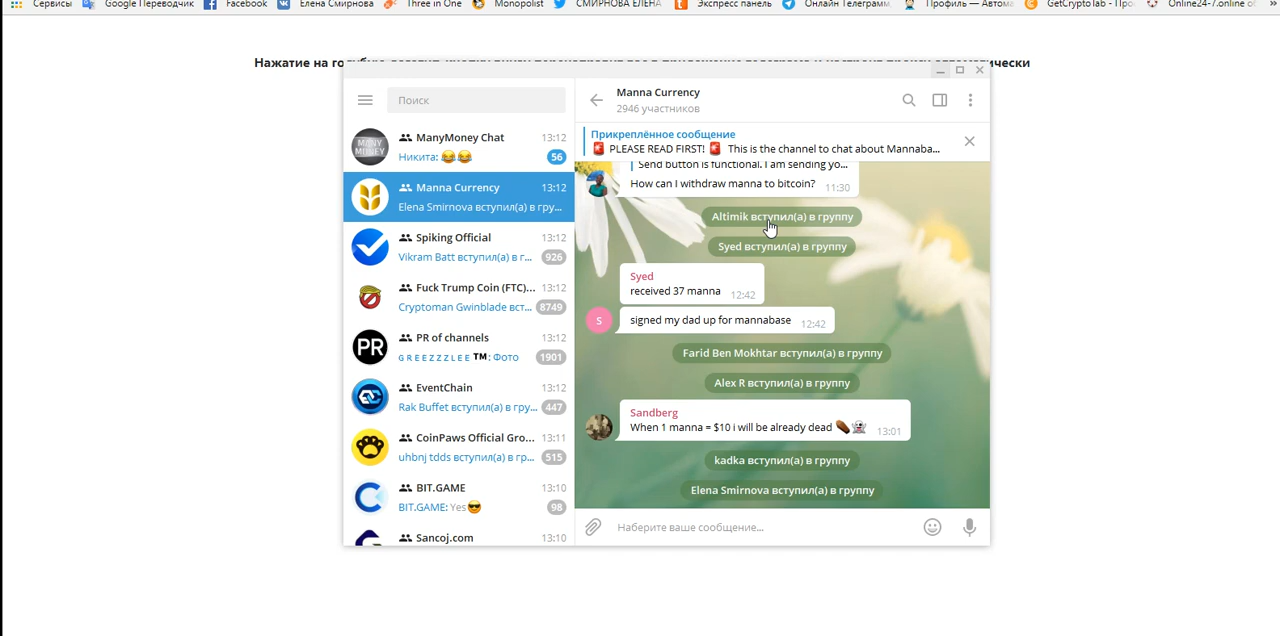 Сервисы Google Переводчик Facebook Елена Смирнова Three in One Monopolist СМИРНОВА ЕЛЕНА Экспресс панель Онлайн Телеграмм, Профиль — Автома GetCryptoTab - Про Online24-7.online о »
Нажатие на
Manna Currency
2946 участников
Поиск
Прикреплённое сообщение
🚨 PLEASE READ FIRST! 🚨 This is the channel to chat about Mannaba...
ManyMoney Chat 13:12
Никита: 😂😂 56
Manna Currency 13:12
Elena Smirnova вступил(а) в гру...
Spiking Official 13:12
Vikram Batt вступил(а) в г... 926
Fuck Trump Coin (FTC)... 13:12
Cryptoman Gwinblade вст... 8749
PR of channels 13:12
G R E E Z Z Z L E E ™️: Фото 1901
EventChain 13:12
Rak Buffet вступил(а) в гру... 447
CoinPaws Official Gro... 13:11
uhbnj tdds вступил(а) в гр... 515
BIT.GAME 13:10
BIT.GAME: Yes😎 98
Sancoj.com 13:10
MANY
MONEY
PR
Send button is functional. I am sending yo...
How can I withdraw manna to bitcoin? 11:30
Altimik вступил(а) в группу
Syed вступил(а) в группу
Syed
received 37 manna 12:42
S
signed my dad up for mannabase 12:42
Farid Ben Mokhtar вступил(а) в группу
Alex R вступил(а) в группу
Sandberg
When 1 manna = $10 i will be already dead ⚰️👻 13:01
kadka вступил(а) в группу
Elena Smirnova вступил(а) в группу
Наберите ваше сообщение...